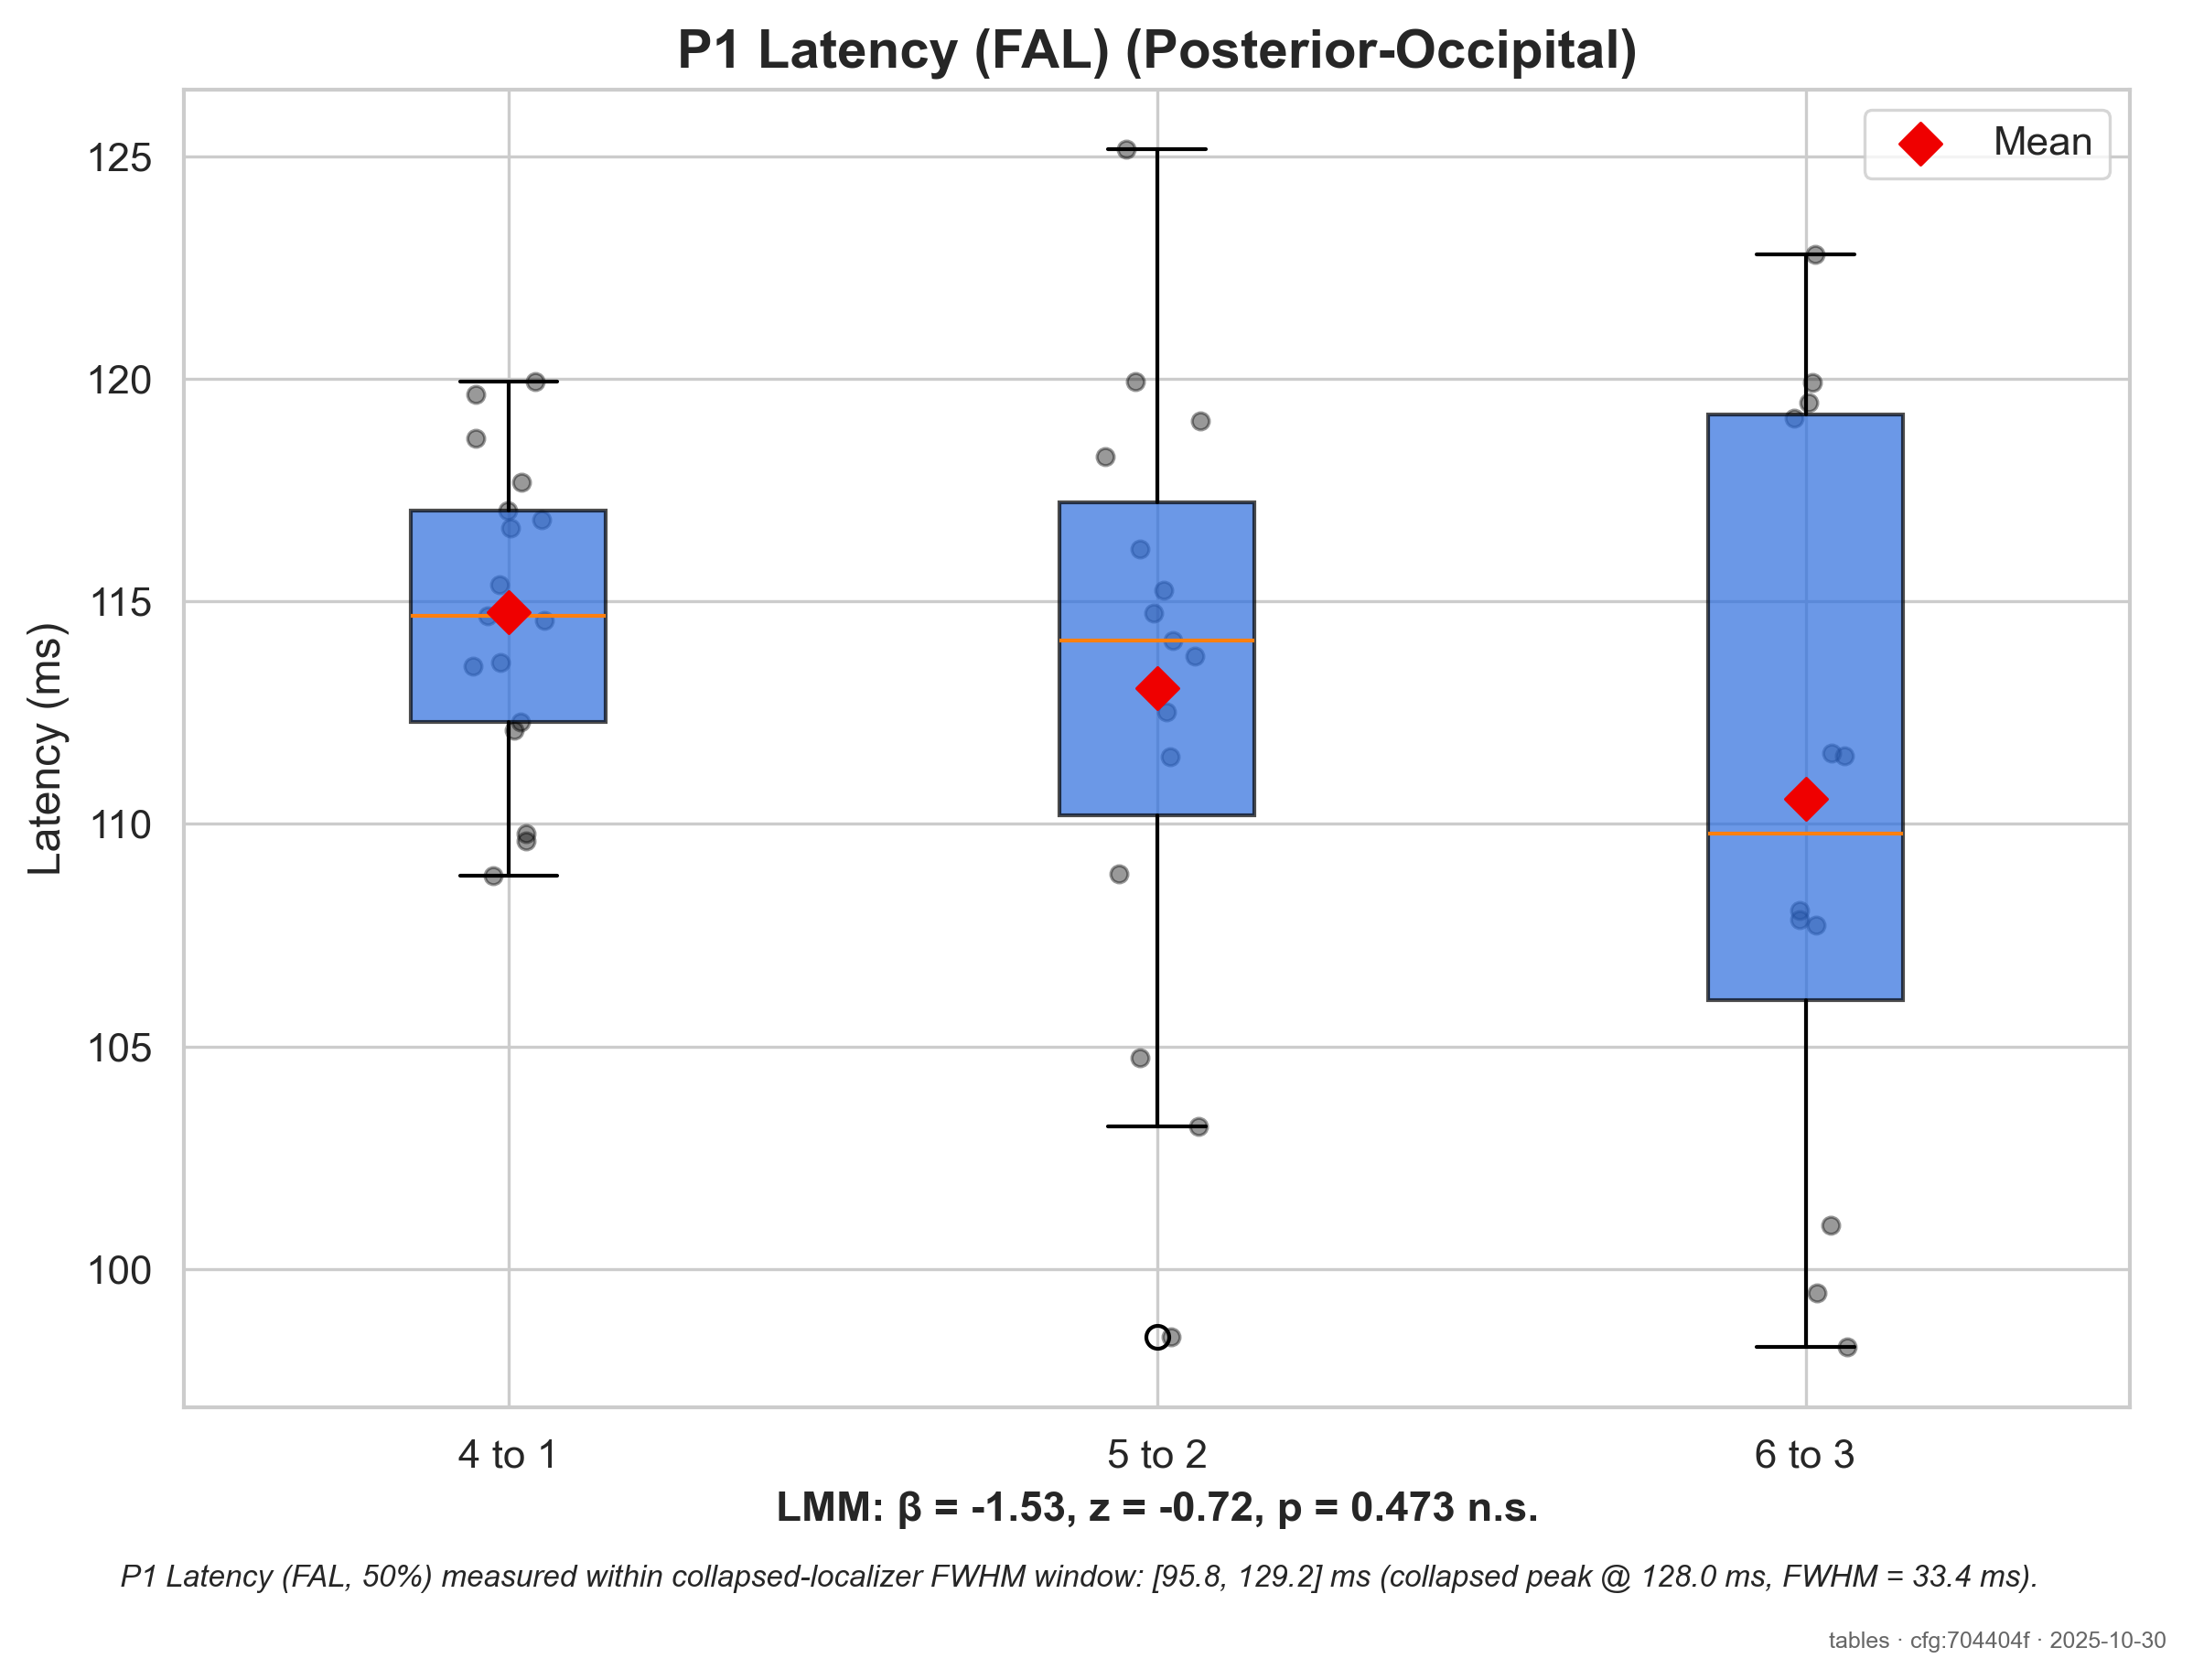 P1 Latency (FAL) (Posterior-Occipital)
Mean
Latency (ms)
125
120
115
110
105
100
4 to 1
5 to 2
6 to 3
LMM: β = -1.53, z = -0.72, p = 0.473 n.s.
P1 Latency (FAL, 50%) measured within collapsed-localizer FWHM window: [95.8, 129.2] ms (collapsed peak @ 128.0 ms, FWHM = 33.4 ms).
tables · cfg:704404f · 2025-10-30